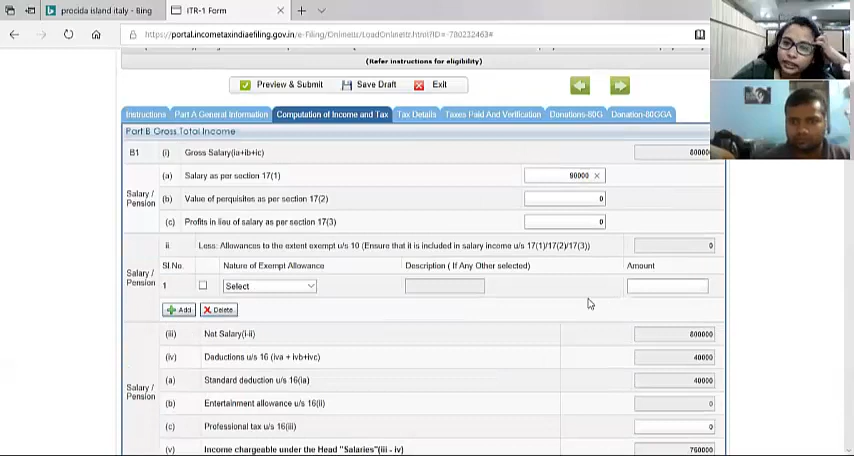 procida island italy - Bing
ITR-1 Form
https://portal.incometaxindiaefiling.gov.in/e-Filing/OnlineItr/LoadOnlineItr.html?ID=-700232463#
(Refer instructions for eligibility)
Preview & Submit
Save Draft
Exit
Instructions
Part A General Information
Computation of Income and Tax
Tax Details
Taxes Paid And Verification
Donations-80G
Donation-80GGA
Part B Gross Total Income
B1 (i) Gross Salary(ia+ib+ic)
Salary / Pension
(a) Salary as per section 17(1) 90000
(b) Value of perquisites as per section 17(2) 0
(c) Profits in lieu of salary as per section 17(3) 0
Salary / Pension
ii. Less: Allowances to the extent exempt u/s 10 (Ensure that it is included in salary income u/s 17(1)/17(2)/17(3)) 0
Sl.No. Nature of Exempt Allowance Description ( If Any Other selected) Amount
1 Select
Add Delete
Salary / Pension
(iii) Net Salary(i-ii) 800000
(iv) Deductions u/s 16 (iva + ivb+ivc) 40000
(a) Standard deduction u/s 16(ia) 40000
(b) Entertainment allowance u/s 16(ii) 0
(c) Professional tax u/s 16(iii) 0
(v) Income chargeable under the Head "Salaries"(iii - iv) 760000